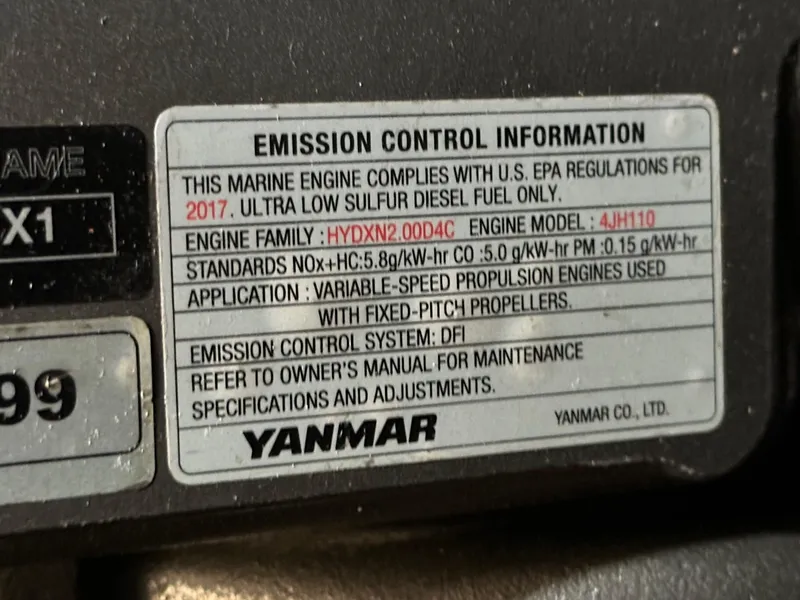 AME
X1
99
EMISSION CONTROL INFORMATION
THIS MARINE ENGINE COMPLIES WITH U.S. EPA REGULATIONS FOR
2017. ULTRA LOW SULFUR DIESEL FUEL ONLY.
ENGINE FAMILY : HYDXN2.00D4C ENGINE MODEL : 4JH110
STANDARDS NOx+HC:5.8g/kW-hr CO :5.0 g/kW-hr PM :0.15 g/kW-hr
APPLICATION : VARIABLE-SPEED PROPULSION ENGINES USED
WITH FIXED-PITCH PROPELLERS.
EMISSION CONTROL SYSTEM: DFI
REFER TO OWNER'S MANUAL FOR MAINTENANCE
SPECIFICATIONS AND ADJUSTMENTS.
YANMAR YANMAR CO., LTD.